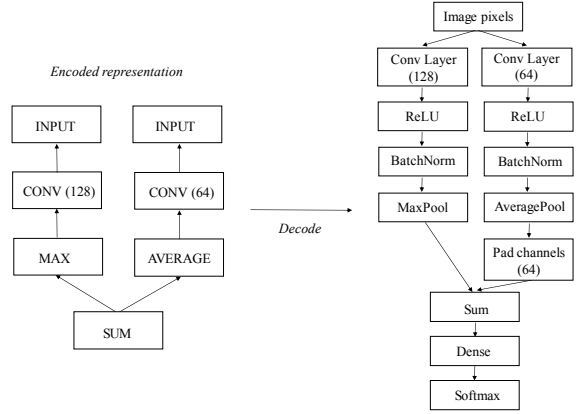 Image pixels
Encoded representation
Conv Layer
(128)
Conv Layer
(64)
INPUT
INPUT
ReLU
ReLU
CONV (128)
CONV (64)
BatchNorm
BatchNorm
MaxPool
AveragePool
Decode
MAX
AVERAGE
Pad channels
(64)
SUM
Sum
Dense
Softmax